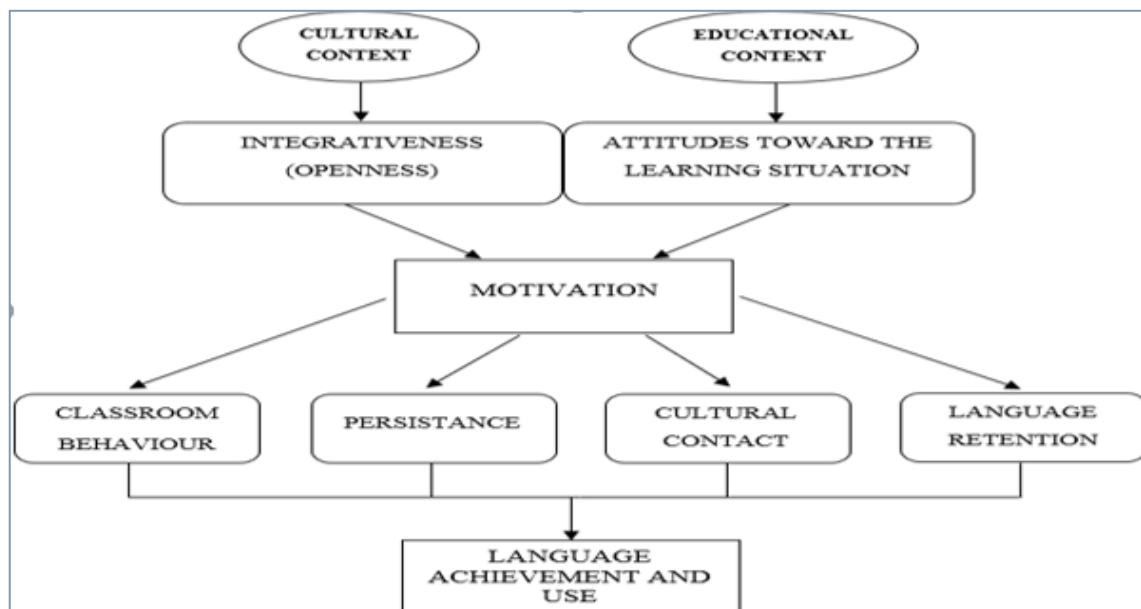 CULTURAL
CONTEXT
EDUCATIONAL
CONTEXT
INTEGRATIVENESS
(OPENNESS)
ATTITUDES TOWARD THE
LEARNING SITUATION
MOTIVATION
CLASSROOM
BEHAVIOUR
PERSISTANCE
CULTURAL
CONTACT
LANGUAGE
RETENTION
LANGUAGE
ACHIEVEMENT AND
USE